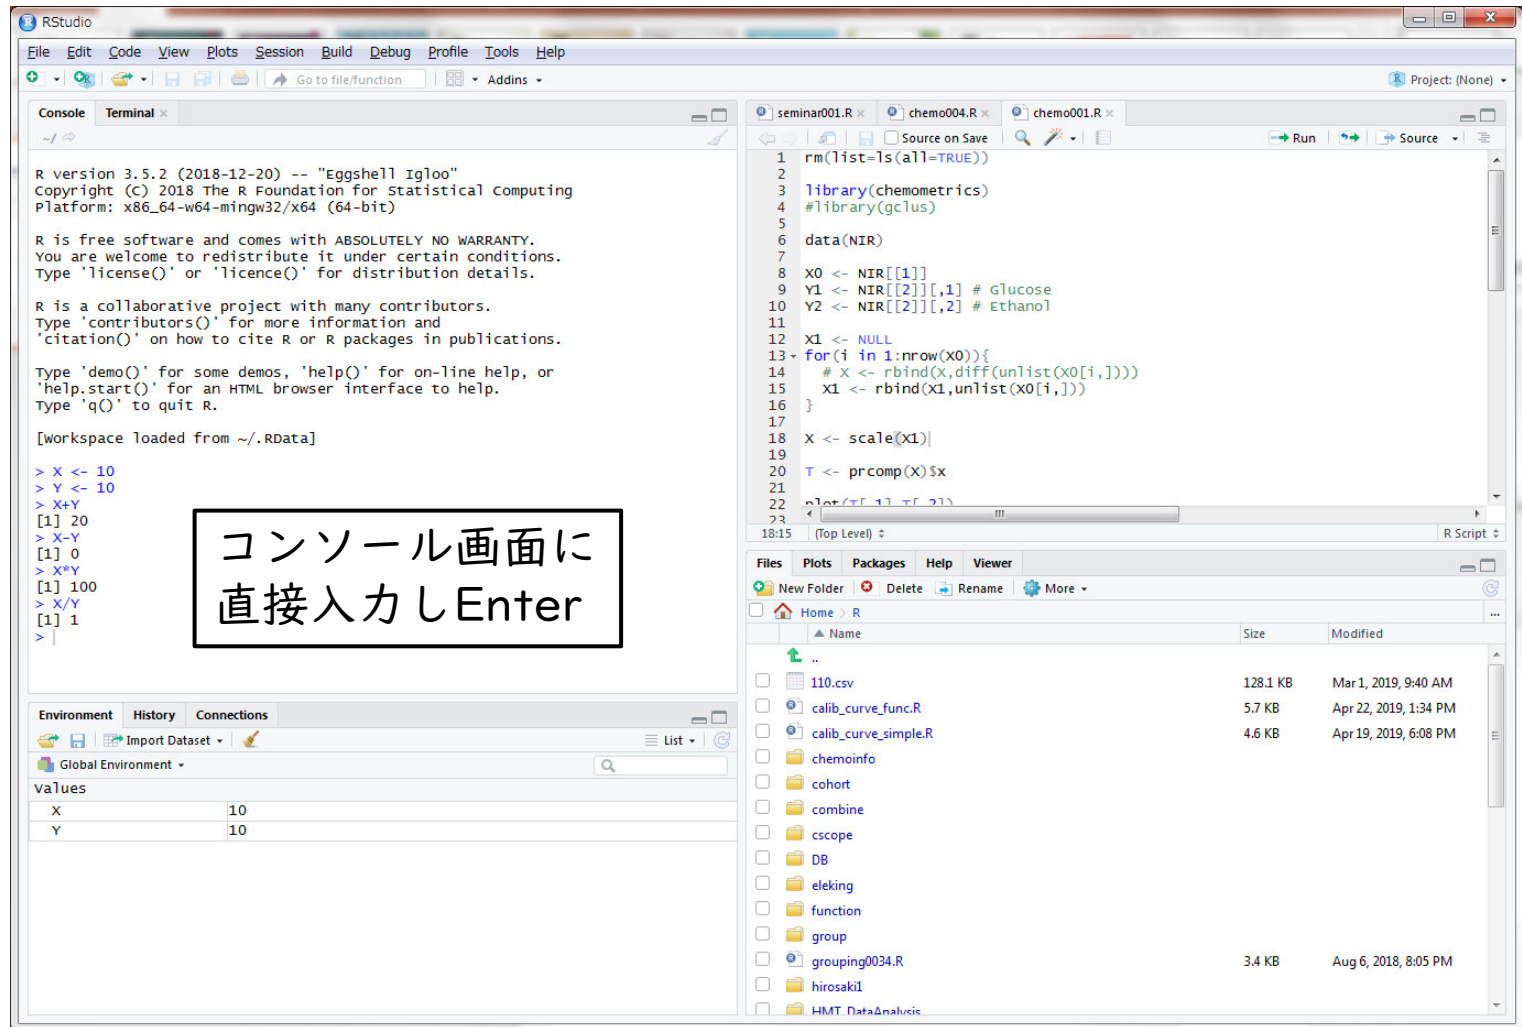 RStudio
File Edit Code View Plots Session Build Debug Profile Tools Help
Go to file/function Addins
Project: (None)
Console Terminal
~/
R version 3.5.2 (2018-12-20) -- "Eggshell Igloo"
Copyright (C) 2018 The R Foundation for Statistical Computing
Platform: x86_64-w64-mingw32/x64 (64-bit)
R is free software and comes with ABSOLUTELY NO WARRANTY.
You are welcome to redistribute it under certain conditions.
Type 'license()' or 'licence()' for distribution details.
R is a collaborative project with many contributors.
Type 'contributors()' for more information and
'citation()' on how to cite R or R packages in publications.
Type 'demo()' for some demos, 'help()' for on-line help, or
'help.start()' for an HTML browser interface to help.
Type 'q()' to quit R.
[Workspace loaded from ~/.RData]
> X <- 10
> Y <- 10
> X+Y
[1] 20
> X-Y
[1] 0
> X*Y
[1] 100
> X/Y
[1] 1
>
コンソール画面に
直接入力しEnter
Environment History Connections
Import Dataset List
Global Environment
Values
X 10
Y 10
seminar001.R chemo004.R chemo001.R
Source on Save Run Source
1 rm(list=ls(all=TRUE))
2
3 library(chemometrics)
4 #library(gclus)
5
6 data(NIR)
7
8 X0 <- NIR[[1]]
9 Y1 <- NIR[[2]][,1] # Glucose
10 Y2 <- NIR[[2]][,2] # Ethanol
11
12 X1 <- NULL
13 for(i in 1:nrow(X0)){
14 # X <- rbind(X,diff(unlist(X0[i,])))
15 X1 <- rbind(X1,unlist(X0[i,]))
16 }
17
18 X <- scale(X1)
19
20 T <- prcomp(X)$x
21
22 plot(T[,1],T[,2])
23
18:15 (Top Level) R Script
Files Plots Packages Help Viewer
New Folder Delete Rename More
Home R ...
Name Size Modified
..
110.csv 128.1 KB Mar 1, 2019, 9:40 AM
calib_curve_func.R 5.7 KB Apr 22, 2019, 1:34 PM
calib_curve_simple.R 4.6 KB Apr 19, 2019, 6:08 PM
chemoinfo
cohort
combine
cscope
DB
eleking
function
group
grouping0034.R 3.4 KB Aug 6, 2018, 8:05 PM
hirosaki1
HMT_DataAnalysis